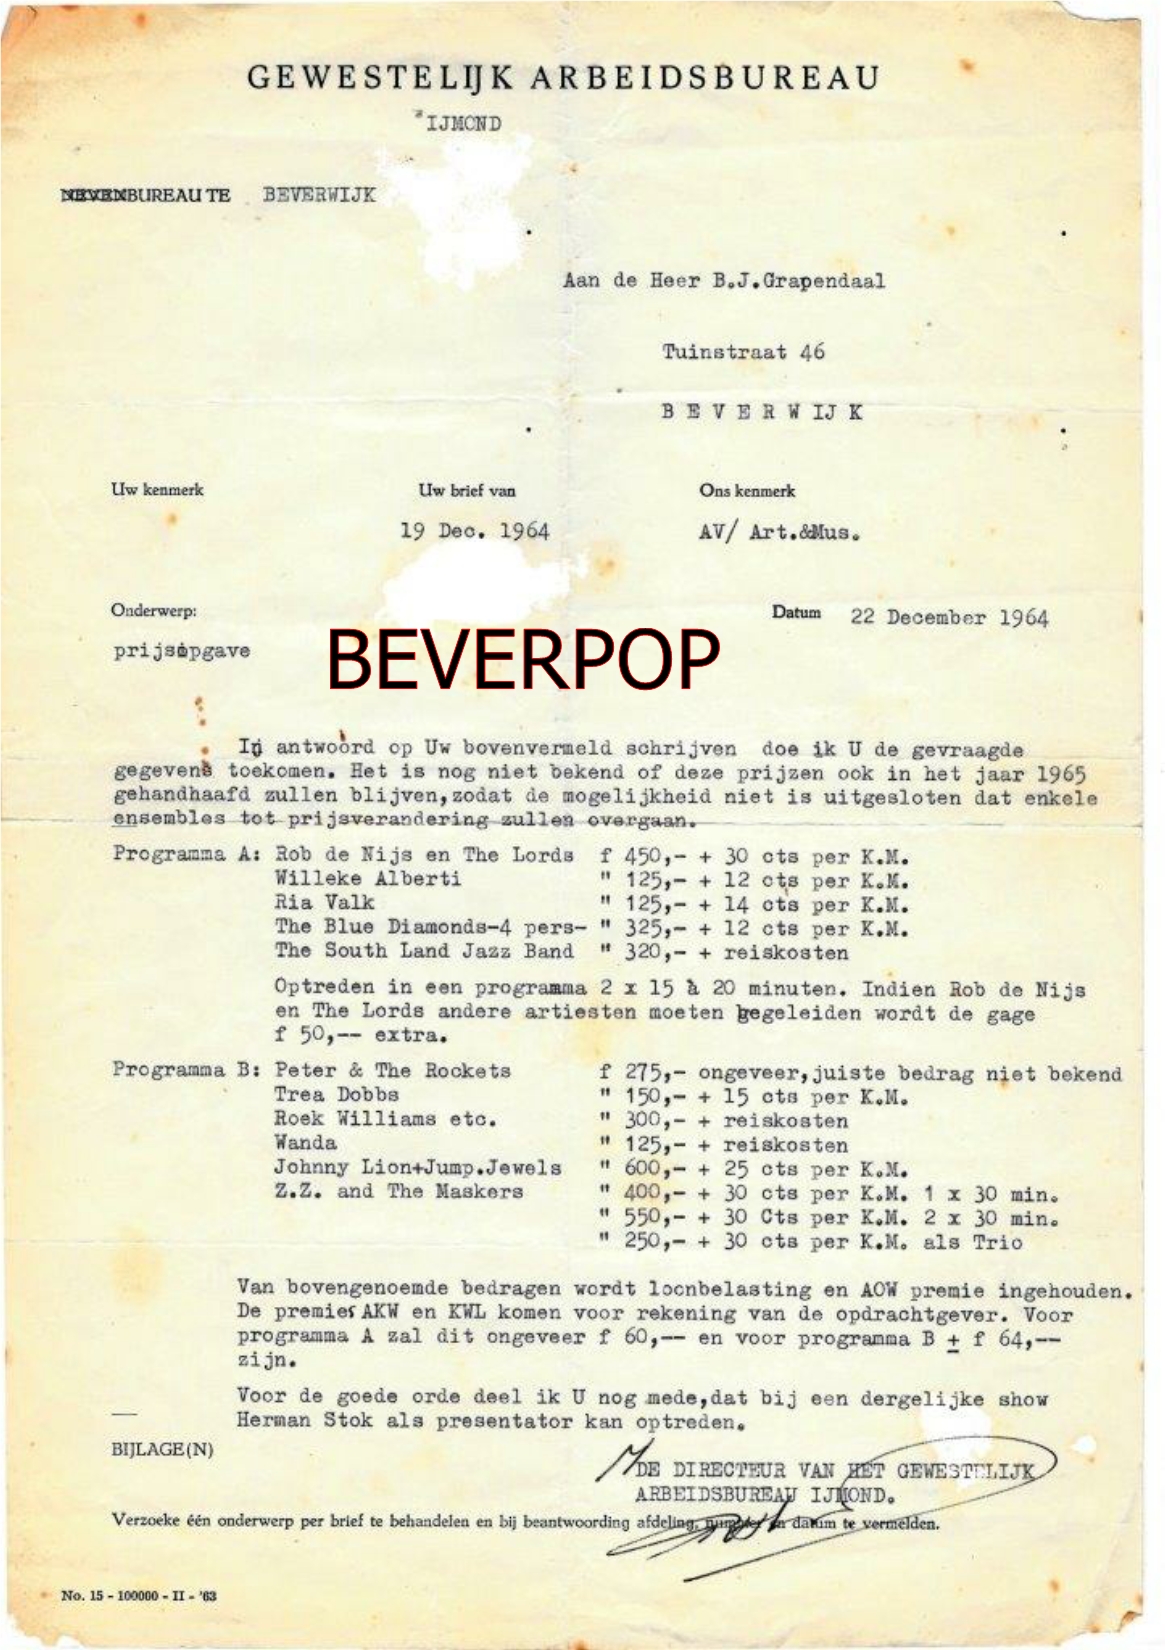 GEWESTELIJK ARBEIDSBUREAU
IJMOND
NEVENBUREAU TE BEVERWIJK
Aan de Heer B.J.Grapendaal
Tuinstraat 46
B E V E R W IJ K
Uw kenmerk Uw brief van Ons kenmerk
19 Dec. 1964 AV/ Art.&Mus.
Onderwerp: Datum 22 December 1964
prijsopgave
BEVERPOP
In antwoord op Uw bovenvermeld schrijven doe ik U de gevraagde
gegevens toekomen. Het is nog niet bekend of deze prijzen ook in het jaar 1965
gehandhaafd zullen blijven,zodat de mogelijkheid niet is uitgesloten dat enkele
ensembles tot prijsverandering zullen overgaan.
Programma A: Rob de Nijs en The Lords f 450,- + 30 cts per K.M.
Willeke Alberti " 125,- + 12 cts per K.M.
Ria Valk " 125,- + 14 cts per K.M.
The Blue Diamonds-4 pers- " 325,- + 12 cts per K.M.
The South Land Jazz Band " 320,- + reiskosten
Optreden in een programma 2 x 15 à 20 minuten. Indien Rob de Nijs
en The Lords andere artiesten moeten begeleiden wordt de gage
f 50,-- extra.
Programma B: Peter & The Rockets f 275,- ongeveer,juiste bedrag niet bekend
Trea Dobbs " 150,- + 15 cts per K.M.
Roek Williams etc. " 300,- + reiskosten
Wanda " 125,- + reiskosten
Johnny Lion+Jump.Jewels " 600,- + 25 cts per K.M.
Z.Z. and The Maskers " 400,- + 30 cts per K.M. 1 x 30 min.
" 550,- + 30 Cts per K.M. 2 x 30 min.
" 250,- + 30 cts per K.M. als Trio
Van bovengenoemde bedragen wordt loonbelasting en AOW premie ingehouden.
De premies AKW en KWL komen voor rekening van de opdrachtgever. Voor
programma A zal dit ongeveer f 60,-- en voor programma B ± f 64,--
zijn.
Voor de goede orde deel ik U nog mede,dat bij een dergelijke show
Herman Stok als presentator kan optreden.
BIJLAGE(N)
DE DIRECTEUR VAN HET GEWESTELIJK
ARBEIDSBUREAU IJMOND.
Verzoeke één onderwerp per brief te behandelen en bij beantwoording afdeling, nummer en datum te vermelden.
No. 15 - 100000 - II - '63